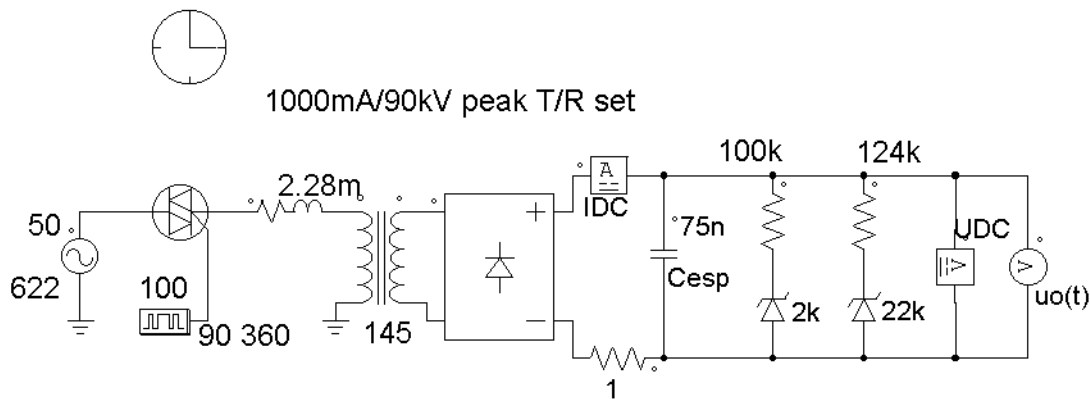 1000mA/90kV peak T/R set
100k
124k
2.28m
A
IDC
50
622
75n
Cesp
UDC
V
V
uo(t)
100
90 360
145
2k
22k
1